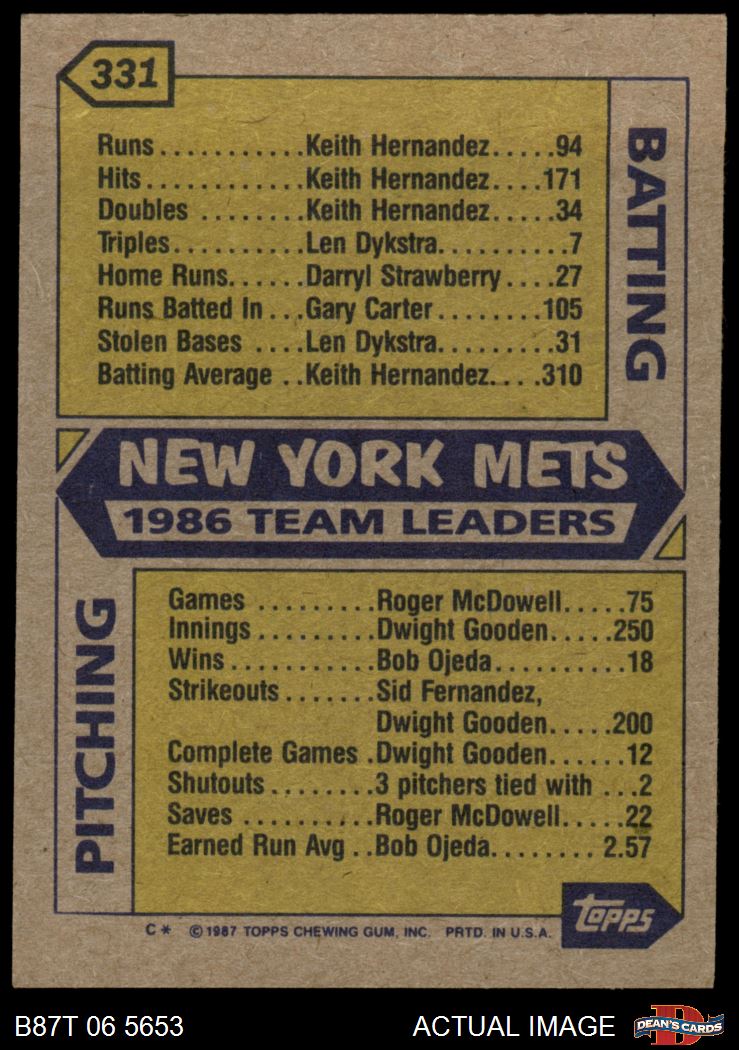 331
BATTING
Runs...........Keith Hernandez.....94
Hits............Keith Hernandez....171
Doubles ........Keith Hernandez.....34
Triples..........Len Dykstra..........7
Home Runs......Darryl Strawberry....27
Runs Batted In ...Gary Carter........105
Stolen Bases ....Len Dykstra.........31
Batting Average ..Keith Hernandez....310
NEW YORK METS
1986 TEAM LEADERS
PITCHING
Games .........Roger McDowell.....75
Innings.........Dwight Gooden.....250
Wins...........Bob Ojeda..........18
Strikeouts.......Sid Fernandez,
Dwight Gooden.....200
Complete Games .Dwight Gooden......12
Shutouts........3 pitchers tied with ...2
Saves ..........Roger McDowell.....22
Earned Run Avg ..Bob Ojeda........ 2.57
topps
C* ©1987 TOPPS CHEWING GUM, INC. PRTD. IN U.S.A.
B87T 06 5653 ACTUAL IMAGE D DEAN'S CARDS